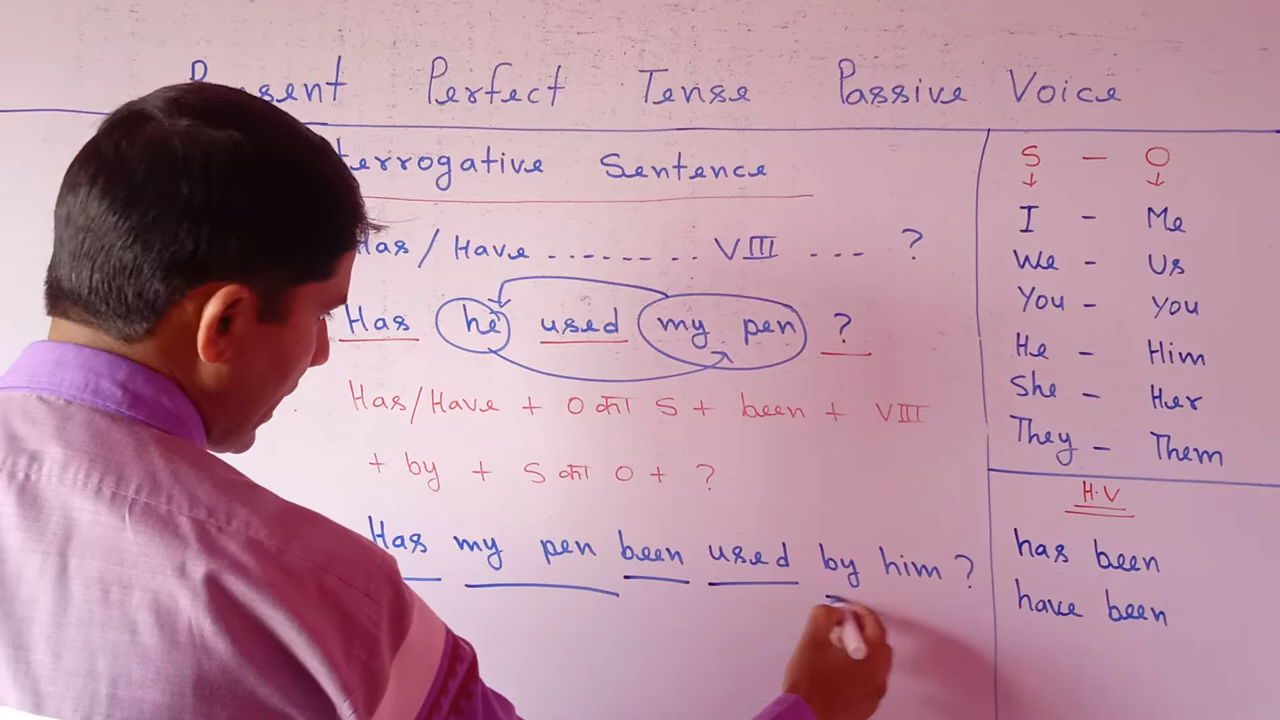 Present Perfect Tense Passive Voice
Interrogative Sentence
Has / Have ........ VIII .... ?
Has he used my pen ?
Has/Have + O का S + been + VIII
+ by + S का O + ?
Has my pen been used by him ?
S - O
I - Me
We - Us
You - You
He - Him
She - Her
They - Them
H.V
has been
have been